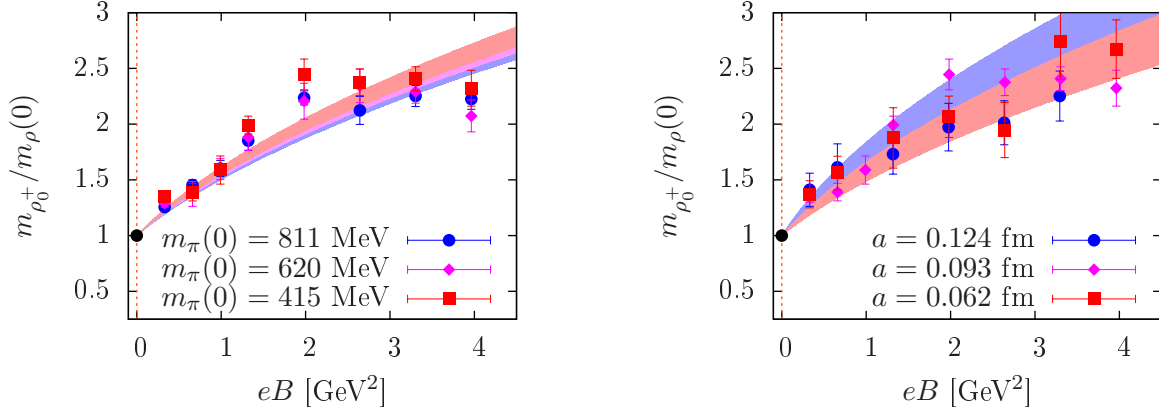 m_{ρ_0^+}/m_ρ(0)
3
2.5
2
1.5
1
0.5
m_π(0) = 811 MeV
m_π(0) = 620 MeV
m_π(0) = 415 MeV
0 1 2 3 4
eB [GeV²]
m_{ρ_0^+}/m_ρ(0)
3
2.5
2
1.5
1
0.5
a = 0.124 fm
a = 0.093 fm
a = 0.062 fm
0 1 2 3 4
eB [GeV²]